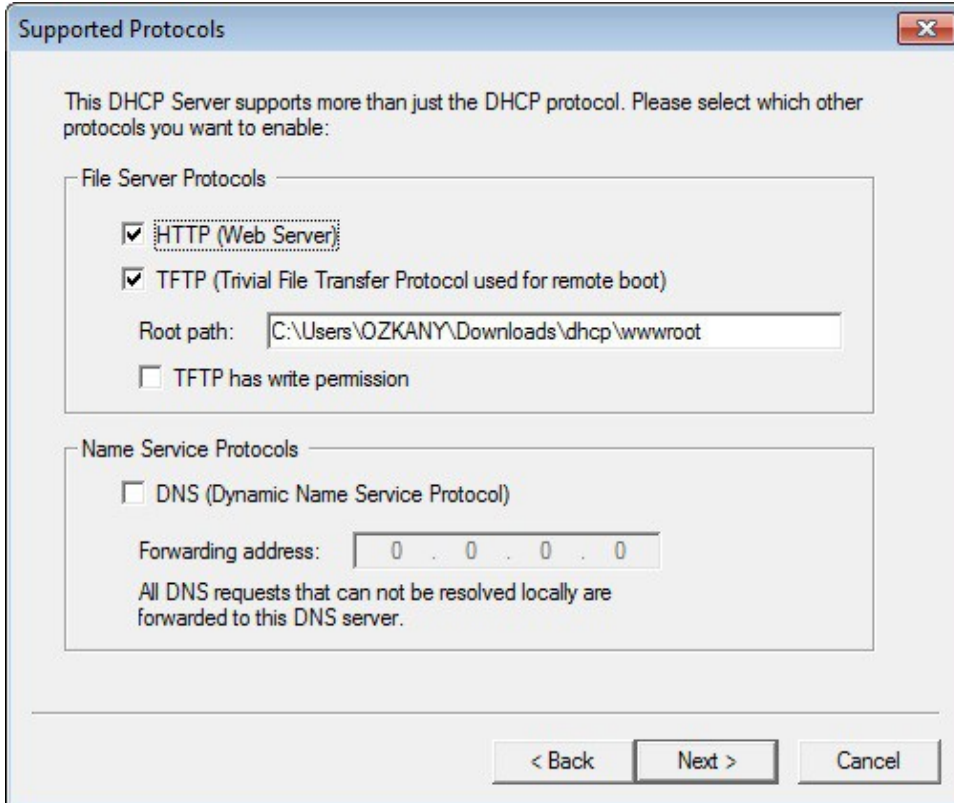 Supported Protocols
This DHCP Server supports more than just the DHCP protocol. Please select which other
protocols you want to enable:
File Server Protocols
HTTP (Web Server)
TFTP (Trivial File Transfer Protocol used for remote boot)
Root path: C:\Users\OZKANY\Downloads\dhcp\wwwroot
TFTP has write permission
Name Service Protocols
DNS (Dynamic Name Service Protocol)
Forwarding address: 0 . 0 . 0 . 0
All DNS requests that can not be resolved locally are
forwarded to this DNS server.
< Back Next > Cancel